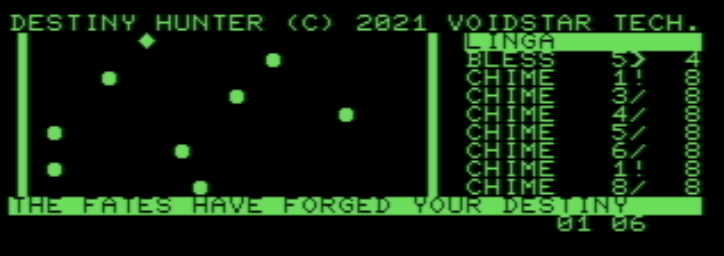 DESTINY HUNTER (C) 2021 VOIDSTAR TECH.
LINGA
BLESS 5> 4
CHIME 1! 8
CHIME 3/ 8
CHIME 4/ 8
CHIME 5/ 8
CHIME 6/ 8
CHIME 1! 8
CHIME 8/ 8
THE FATES HAVE FORGED YOUR DESTINY
01 06